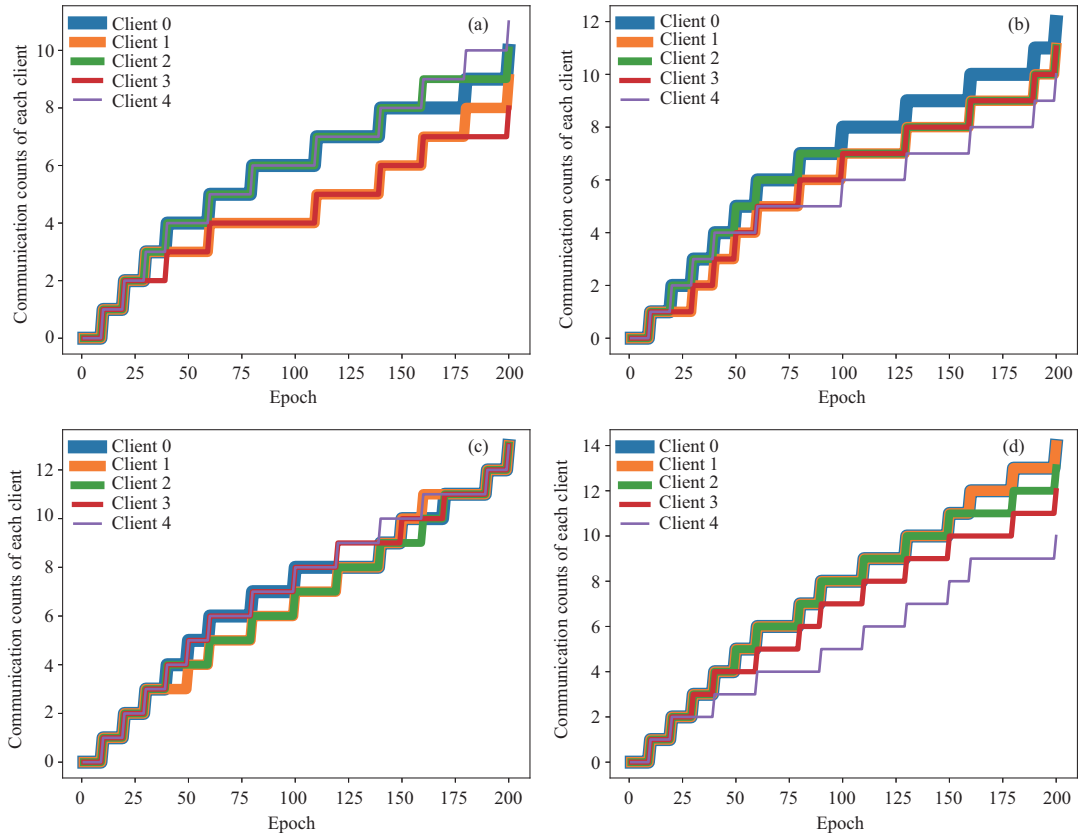 (a)
Client 0
Client 1
Client 2
Client 3
Client 4
Communication counts of each client
10
8
6
4
2
0
0 25 50 75 100 125 150 175 200
Epoch
(b)
Client 0
Client 1
Client 2
Client 3
Client 4
Communication counts of each client
12
10
8
6
4
2
0
0 25 50 75 100 125 150 175 200
Epoch
(c)
Client 0
Client 1
Client 2
Client 3
Client 4
Communication counts of each client
12
10
8
6
4
2
0
0 25 50 75 100 125 150 175 200
Epoch
(d)
Client 0
Client 1
Client 2
Client 3
Client 4
Communication counts of each client
14
12
10
8
6
4
2
0
0 25 50 75 100 125 150 175 200
Epoch